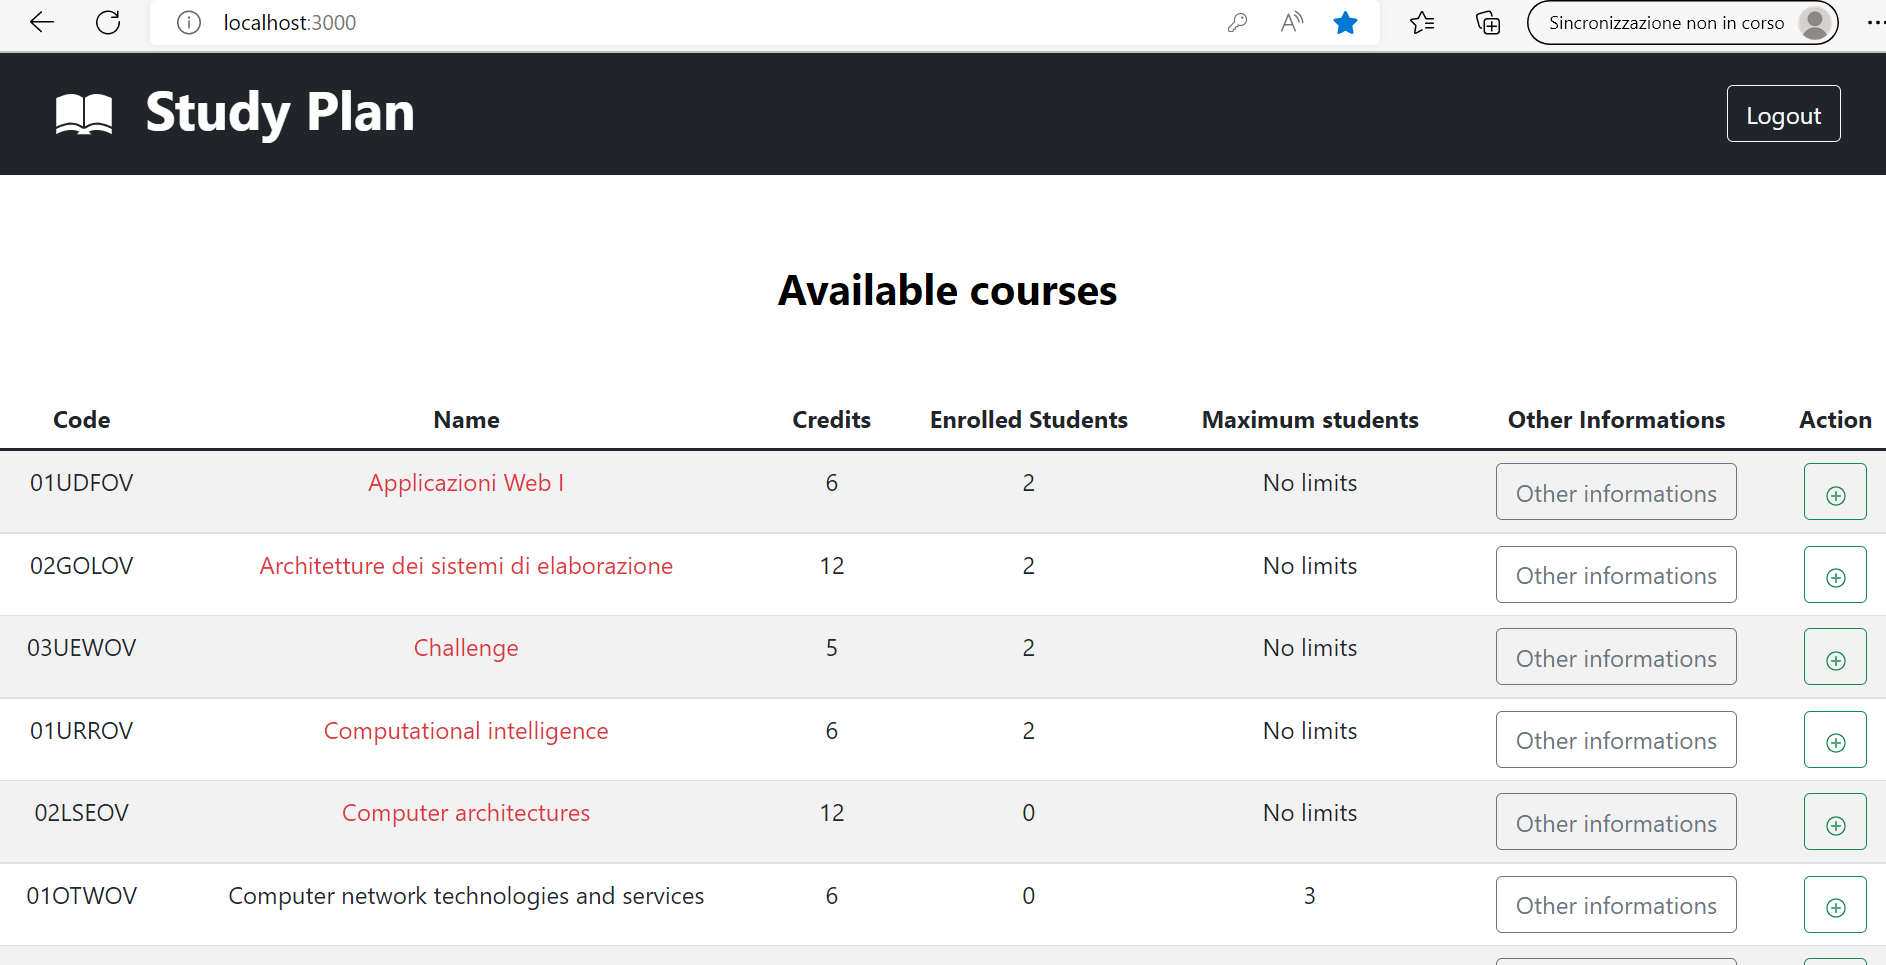 localhost:3000 Sincronizzazione non in corso
Study Plan Logout
Available courses
Code Name Credits Enrolled Students Maximum students Other Informations Action
01UDFOV Applicazioni Web I 6 2 No limits Other informations
02GOLOV Architetture dei sistemi di elaborazione 12 2 No limits Other informations
03UEWOV Challenge 5 2 No limits Other informations
01URROV Computational intelligence 6 2 No limits Other informations
02LSEOV Computer architectures 12 0 No limits Other informations
01OTWOV Computer network technologies and services 6 0 3 Other informations